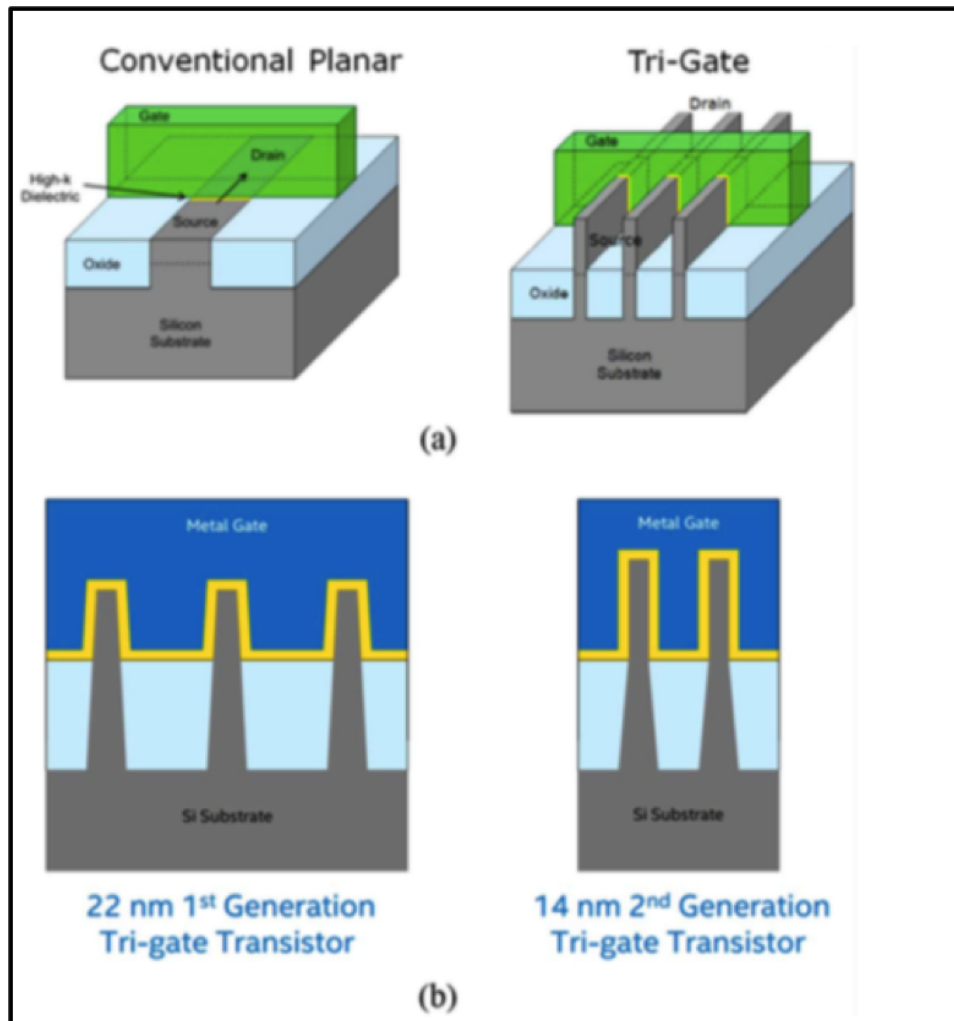 Conventional Planar
Tri-Gate
Gate
Drain
High-k
Dielectric
Source
Oxide
Silicon
Substrate
Drain
Gate
Source
Oxide
Silicon
Substrate
(a)
Metal Gate
Si Substrate
22 nm 1st Generation
Tri-gate Transistor
Metal Gate
Si Substrate
14 nm 2nd Generation
Tri-gate Transistor
(b)